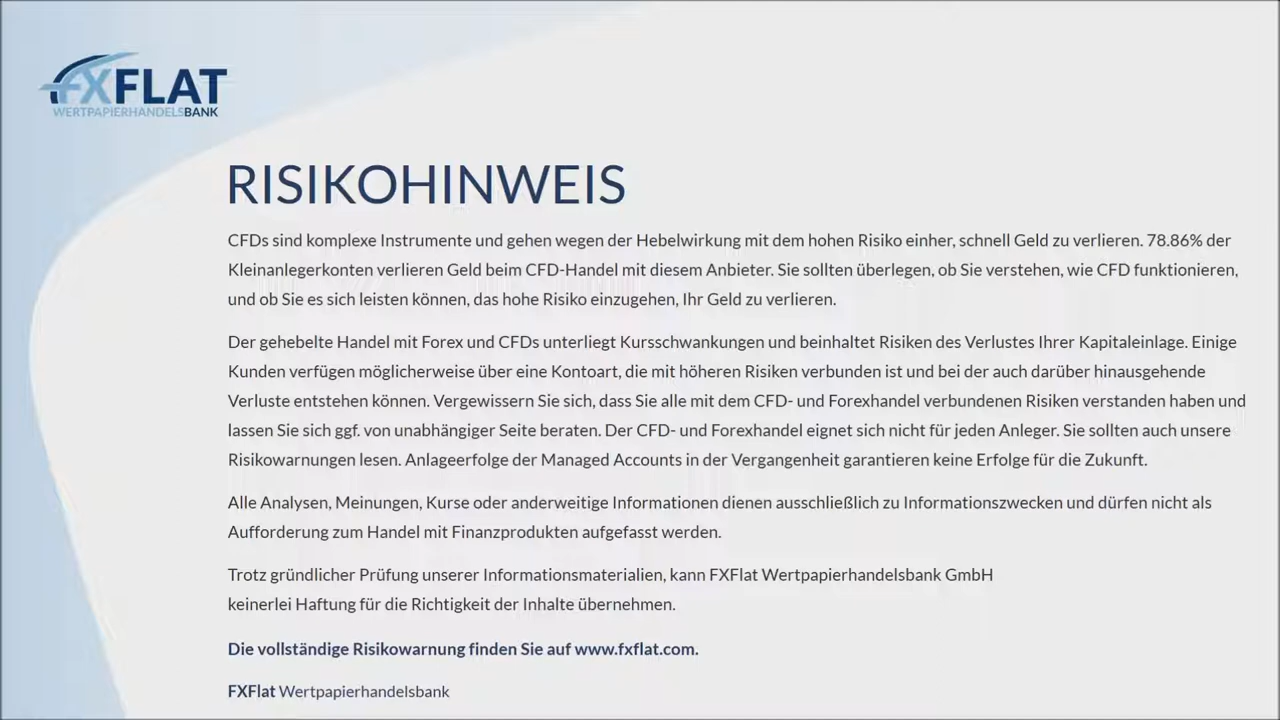 FXFLAT
WERTPAPIERHANDELSBANK
RISIKOHINWEIS
CFDs sind komplexe Instrumente und gehen wegen der Hebelwirkung mit dem hohen Risiko einher, schnell Geld zu verlieren. 78.86% der
Kleinanlegerkonten verlieren Geld beim CFD-Handel mit diesem Anbieter. Sie sollten überlegen, ob Sie verstehen, wie CFD funktionieren,
und ob Sie es sich leisten können, das hohe Risiko einzugehen, Ihr Geld zu verlieren.
Der gehebelte Handel mit Forex und CFDs unterliegt Kursschwankungen und beinhaltet Risiken des Verlustes Ihrer Kapitaleinlage. Einige
Kunden verfügen möglicherweise über eine Kontoart, die mit höheren Risiken verbunden ist und bei der auch darüber hinausgehende
Verluste entstehen können. Vergewissern Sie sich, dass Sie alle mit dem CFD- und Forexhandel verbundenen Risiken verstanden haben und
lassen Sie sich ggf. von unabhängiger Seite beraten. Der CFD- und Forexhandel eignet sich nicht für jeden Anleger. Sie sollten auch unsere
Risikowarnungen lesen. Anlageerfolge der Managed Accounts in der Vergangenheit garantieren keine Erfolge für die Zukunft.
Alle Analysen, Meinungen, Kurse oder anderweitige Informationen dienen ausschließlich zu Informationszwecken und dürfen nicht als
Aufforderung zum Handel mit Finanzprodukten aufgefasst werden.
Trotz gründlicher Prüfung unserer Informationsmaterialien, kann FXFlat Wertpapierhandelsbank GmbH
keinerlei Haftung für die Richtigkeit der Inhalte übernehmen.
Die vollständige Risikowarnung finden Sie auf www.fxflat.com.
FXFlat Wertpapierhandelsbank